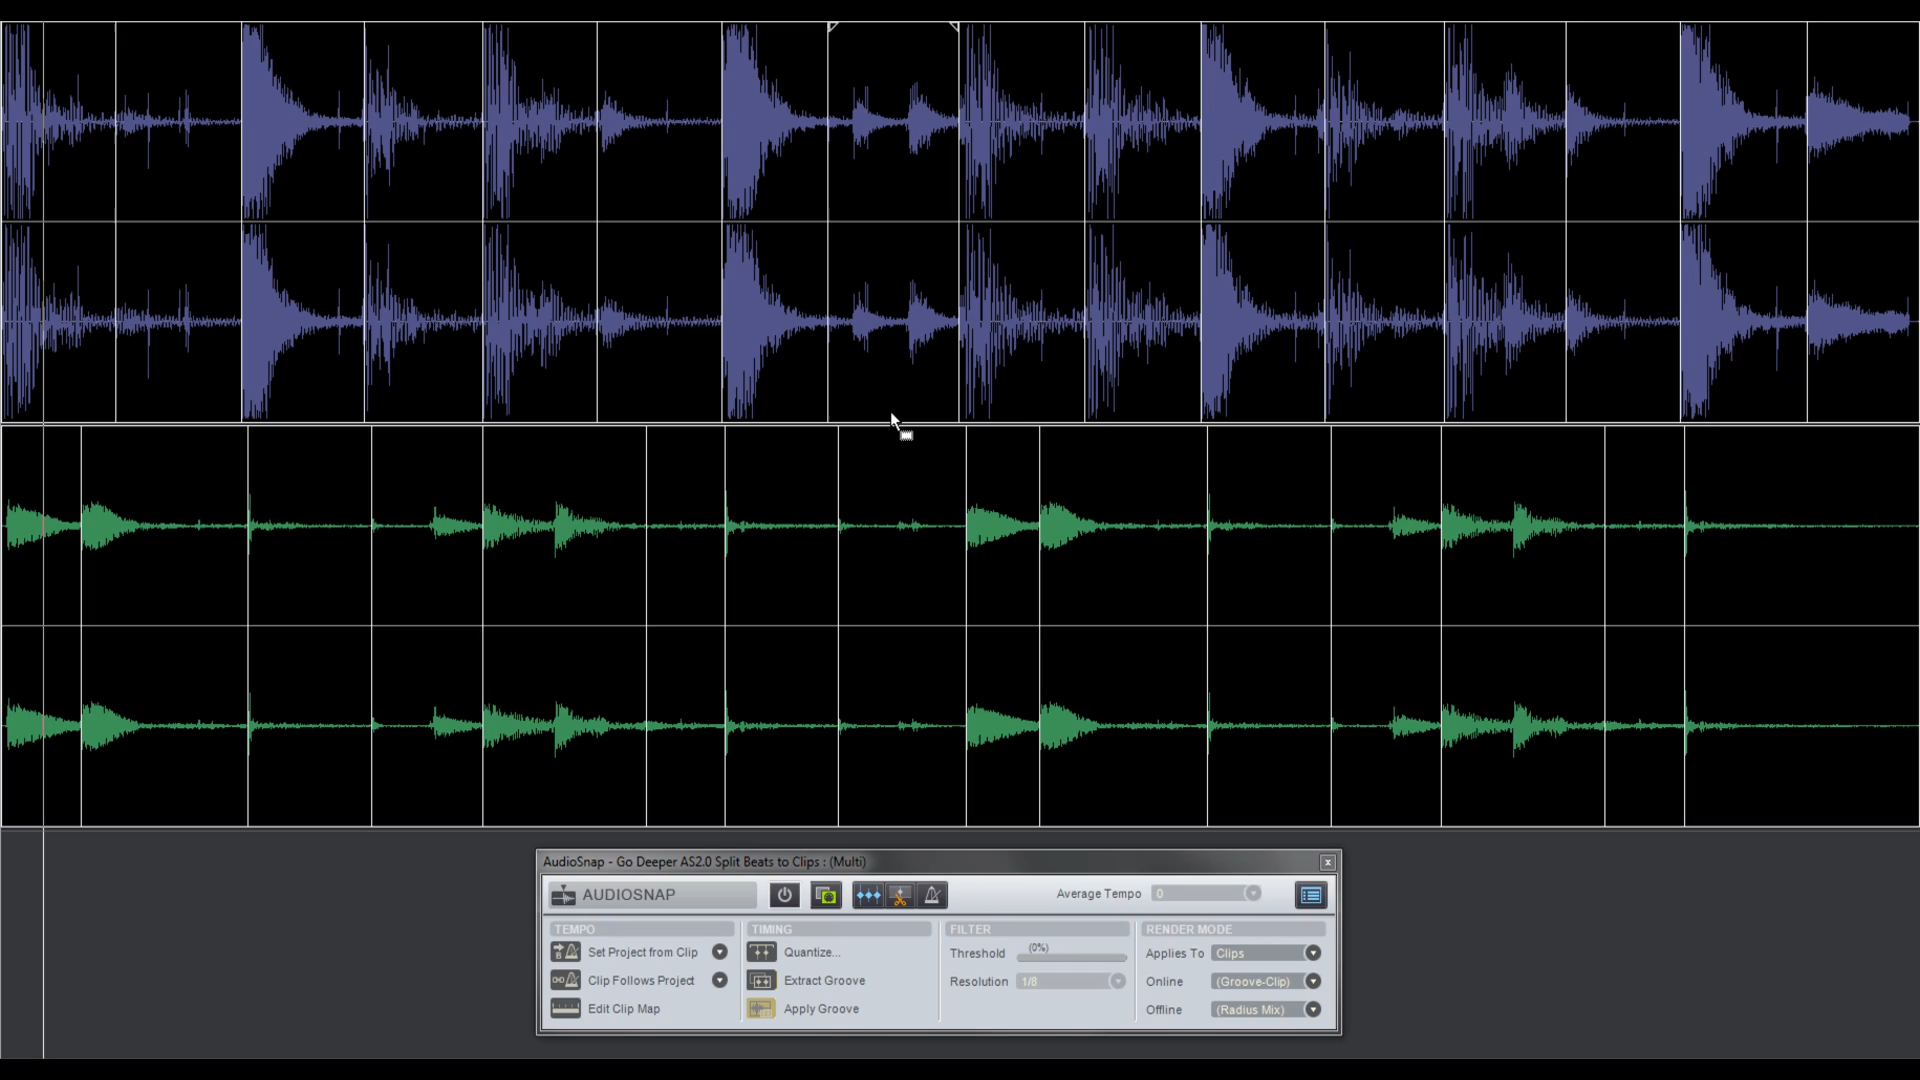 AudioSnap - Go Deeper AS2.0 Split Beats to Clips : (Multi)
x
AUDIOSNAP
Average Tempo 0
TEMPO
Set Project from Clip
Clip Follows Project
Edit Clip Map
TIMING
Quantize...
Extract Groove
Apply Groove
FILTER
Threshold (0%)
Resolution 1/8
RENDER MODE
Applies To Clips
Online (Groove-Clip)
Offline (Radius Mix)